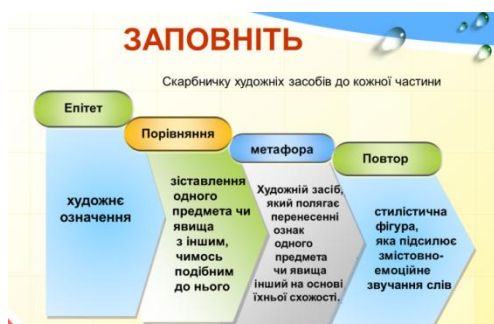 ЗАПОВНІТЬ
Скарбничку художніх засобів до кожної частини
Епітет
художнє
означення
Порівняння
зіставлення
одного
предмета чи
явища
з іншим,
чимось
подібним
до нього
метафора
Художній засіб,
який полягає
перенесенні
ознак
одного
предмета
чи явища
інший на основі
їхньої схожості.
Повтор
стилістична
фігура,
яка підсилює
змістовно-
емоційне
звучання слів